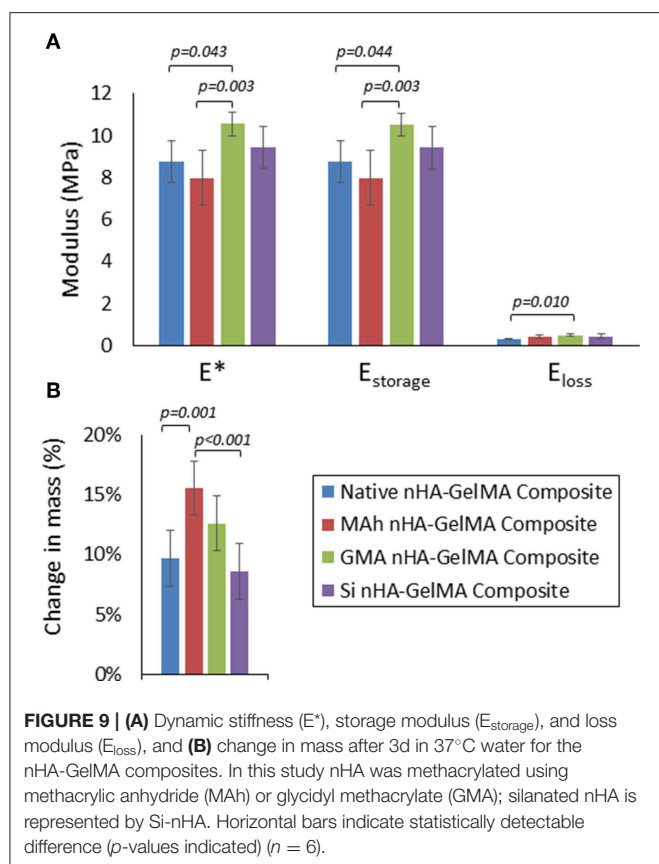 A
p=0.043
p=0.044
p=0.003
p=0.003
p=0.010
Modulus (MPa)
12
10
8
6
4
2
0
E*
Estorage
Eloss
B
p=0.001
p<0.001
Change in mass (%)
20%
15%
10%
5%
0%
Native nHA-GelMA Composite
MAh nHA-GelMA Composite
GMA nHA-GelMA Composite
Si nHA-GelMA Composite
FIGURE 9 | (A) Dynamic stiffness (E*), storage modulus (Estorage), and loss
modulus (Eloss), and (B) change in mass after 3d in 37°C water for the
nHA-GelMA composites. In this study nHA was methacrylated using
methacrylic anhydride (MAh) or glycidyl methacrylate (GMA); silanated nHA is
represented by Si-nHA. Horizontal bars indicate statistically detectable
difference (p-values indicated) (n = 6).